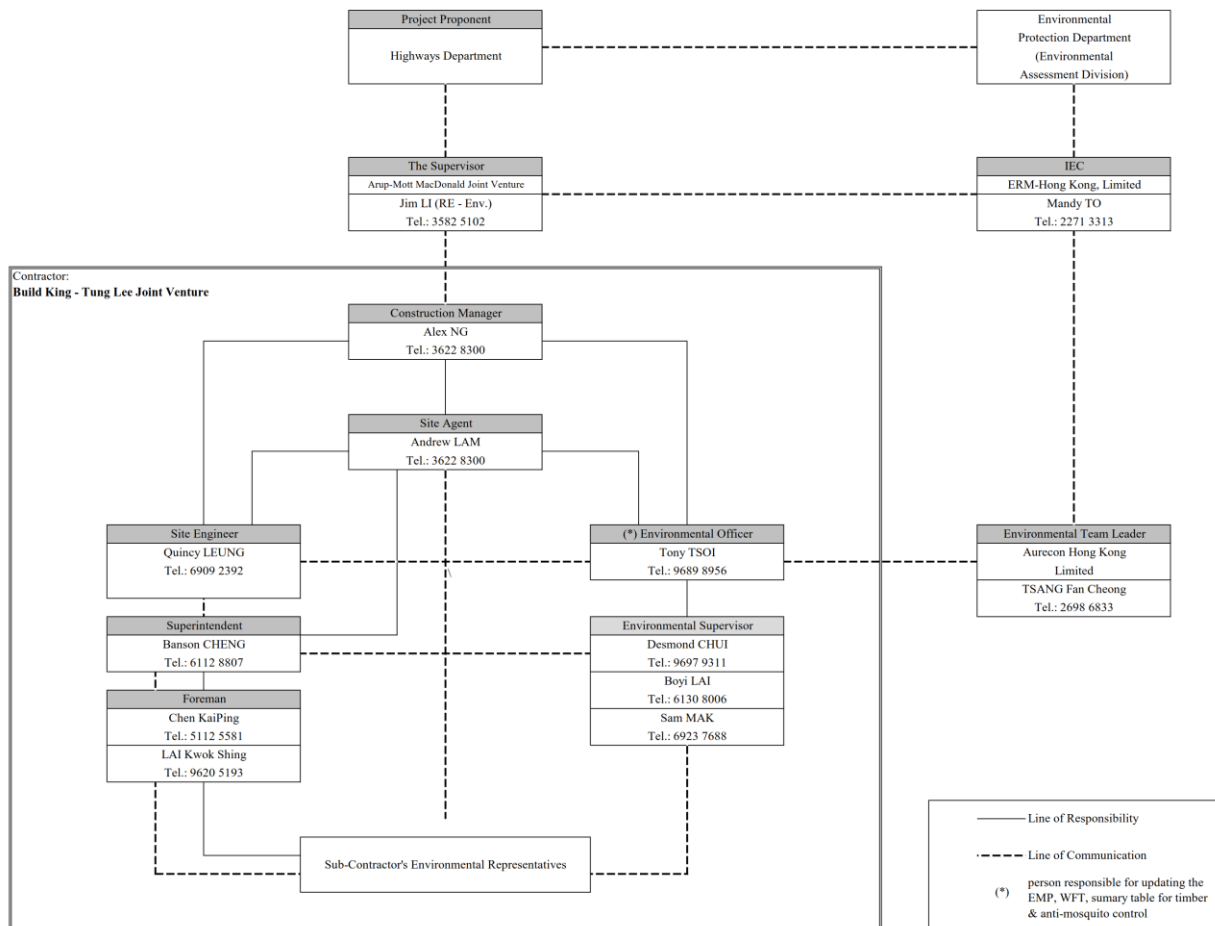 Project Proponent
Highways Department
Environmental
Protection Department
(Environmental
Assessment Division)
The Supervisor
Arup-Mott MacDonald Joint Venture
Jim LI (RE - Env.)
Tel.: 3582 5102
IEC
ERM-Hong Kong, Limited
Mandy TO
Tel.: 2271 3313
Contractor:
Build King - Tung Lee Joint Venture
Construction Manager
Alex NG
Tel.: 3622 8300
Site Agent
Andrew LAM
Tel.: 3622 8300
Site Engineer
Quincy LEUNG
Tel.: 6909 2392
(*) Environmental Officer
Tony TSOI
Tel.: 9689 8956
\
Environmental Team Leader
Aurecon Hong Kong
Limited
TSANG Fan Cheong
Tel.: 2698 6833
Superintendent
Banson CHENG
Tel.: 6112 8807
Environmental Supervisor
Desmond CHUI
Tel.: 9697 9311
Boyi LAI
Tel.: 6130 8006
Sam MAK
Tel.: 6923 7688
Foreman
Chen KaiPing
Tel.: 5112 5581
LAI Kwok Shing
Tel.: 9620 5193
Sub-Contractor's Environmental Representatives
Line of Responsibility
Line of Communication
(*) person responsible for updating the
EMP, WFT, sumary table for timber
& anti-mosquito control